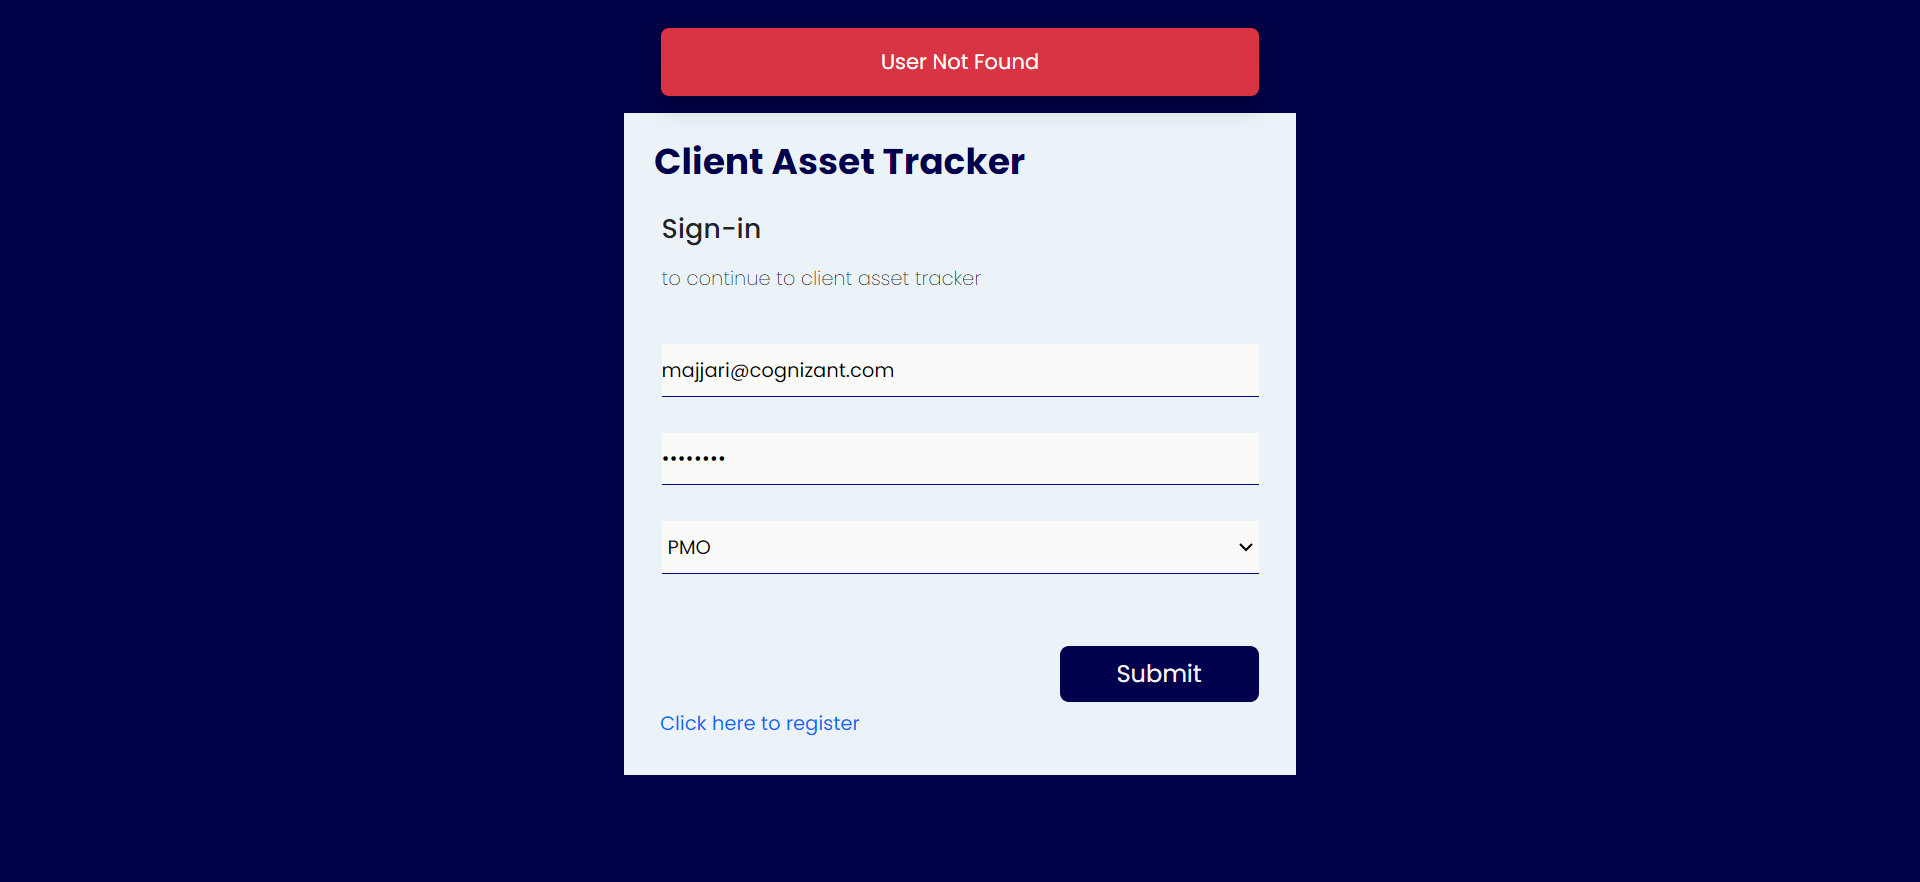 User Not Found
Client Asset Tracker
Sign-in
to continue to client asset tracker
majjari@cognizant.com
••••••••
PMO
Submit
Click here to register